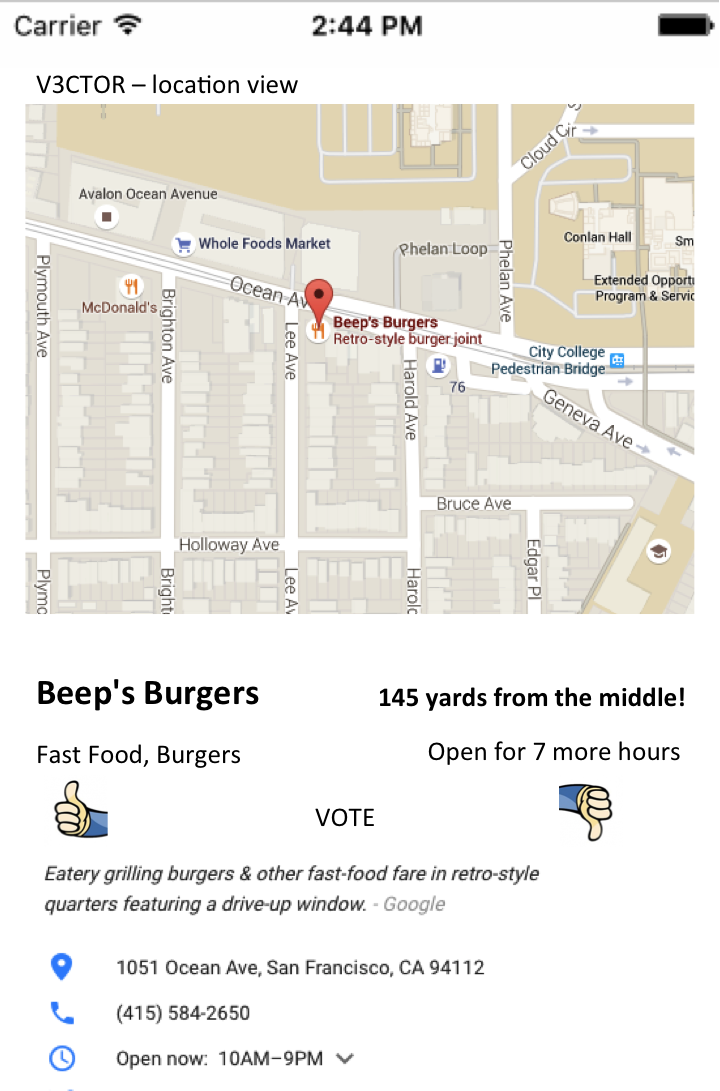 Carrier
2:44 PM
V3CTOR – location view
Cloud Cir
Avalon Ocean Avenue
Whole Foods Market
Phelan Loop
Phelan Ave
Conlan Hall
Sm
Extended Opportu
Program & Servic
Plymouth Ave
McDonald's
Brighton Ave
Ocean Av
Lee Ave
Beep's Burgers
Retro-style burger joint
Harold Ave
City College
Pedestrian Bridge
76
Geneva Ave
Bruce Ave
Holloway Ave
Edgar Pl
Plymo
Bright
Lee Av
Harold
Beep's Burgers
145 yards from the middle!
Fast Food, Burgers
Open for 7 more hours
VOTE
Eatery grilling burgers & other fast-food fare in retro-style
quarters featuring a drive-up window. - Google
1051 Ocean Ave, San Francisco, CA 94112
(415) 584-2650
Open now: 10AM–9PM